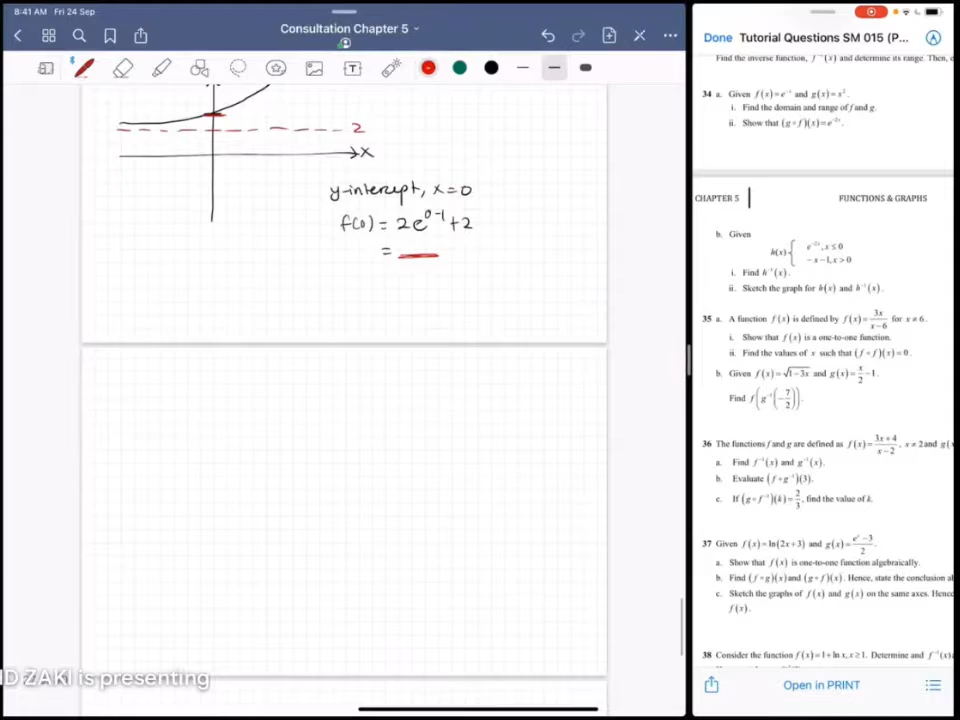 8:41 AM Fri 24 Sep
Consultation Chapter 5
2
x
y-intercept, x=0
f(0) = 2e^{0-1} + 2
=
ID ZAKI is presenting
Done Tutorial Questions SM 015 (P...
Find the inverse function, f⁻¹(x) and determine its range. Then,
34 a. Given f(x)=e^{-x} and g(x)=x².
i. Find the domain and range of f and g.
ii. Show that (g∘f)(x)=e^{-2x}.
CHAPTER 5 FUNCTIONS & GRAPHS
b. Given
h(x){ e^{-2x}, x≤0
-x-1, x>0
i. Find h⁻¹(x).
ii. Sketch the graph for h(x) and h⁻¹(x).
35 a. A function f(x) is defined by f(x)=3x/(x-6) for x≠6.
i. Show that f(x) is a one-to-one function.
ii. Find the values of x such that (f∘f)(x)=0.
b. Given f(x)=√(1-3x) and g(x)=x/2-1.
Find f(g⁻¹(-7/2)).
36 The functions f and g are defined as f(x)=(3x+4)/(x-2), x≠2 and g(
a. Find f⁻¹(x) and g⁻¹(x).
b. Evaluate (f∘g⁻¹)(3).
c. If (g∘f⁻¹)(k)=2/3, find the value of k.
37 Given f(x)=ln(2x+3) and g(x)=(eˣ-3)/2.
a. Show that f(x) is one-to-one function algebraically.
b. Find (f∘g)(x) and (g∘f)(x). Hence, state the conclusion a
c. Sketch the graphs of f(x) and g(x) on the same axes. Hence
f(x).
38 Consider the function f(x)=1+ln x, x≥1. Determine and f⁻¹(x)
Open in PRINT